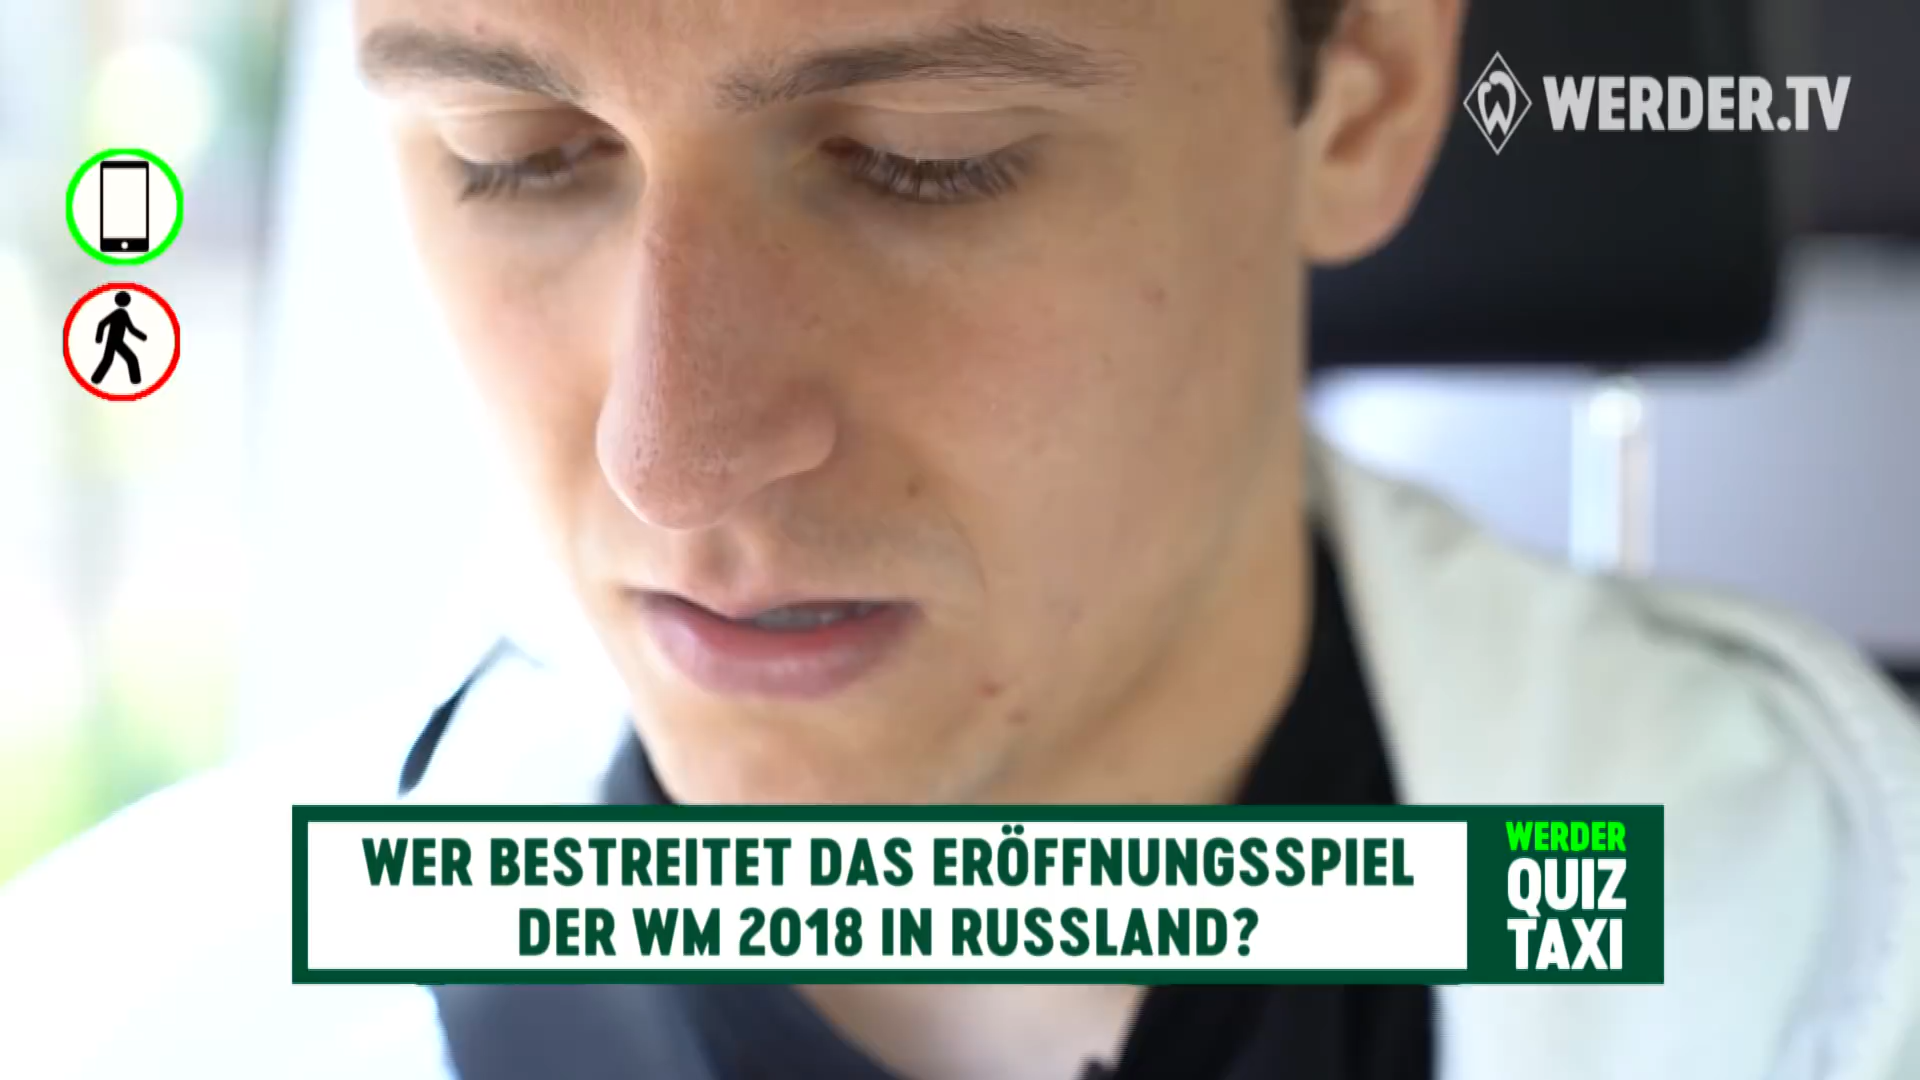 WERDER.TV
WER BESTREITET DAS ERÖFFNUNGSSPIEL
DER WM 2018 IN RUSSLAND?
WERDER
QUIZ
TAXI